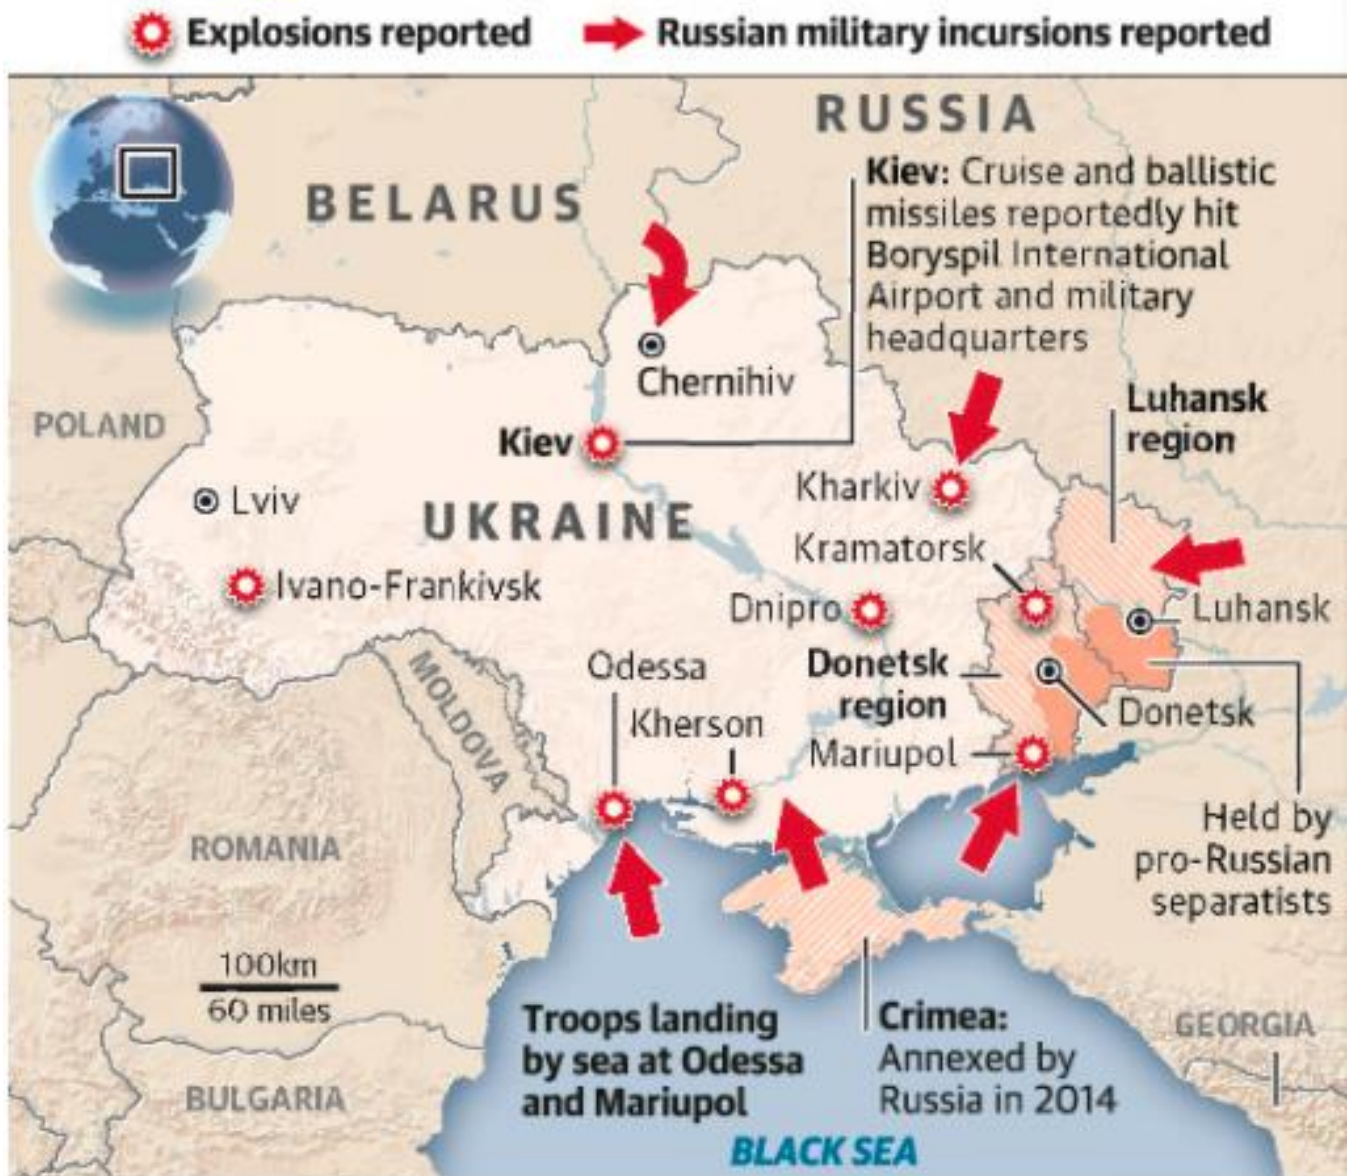 Explosions reported
Russian military incursions reported
RUSSIA
BELARUS
Kiev: Cruise and ballistic
missiles reportedly hit
Boryspil International
Airport and military
headquarters
Chernihiv
Luhansk
region
POLAND
Kiev
Kharkiv
Lviv
UKRAINE
Kramatorsk
Ivano-Frankivsk
Dnipro
Luhansk
Odessa
Donetsk
region
MOLDOVA
Kherson
Donetsk
Mariupol
Held by
pro-Russian
separatists
ROMANIA
100km
60 miles
Troops landing
by sea at Odessa
and Mariupol
Crimea:
Annexed by
Russia in 2014
GEORGIA
BULGARIA
BLACK SEA